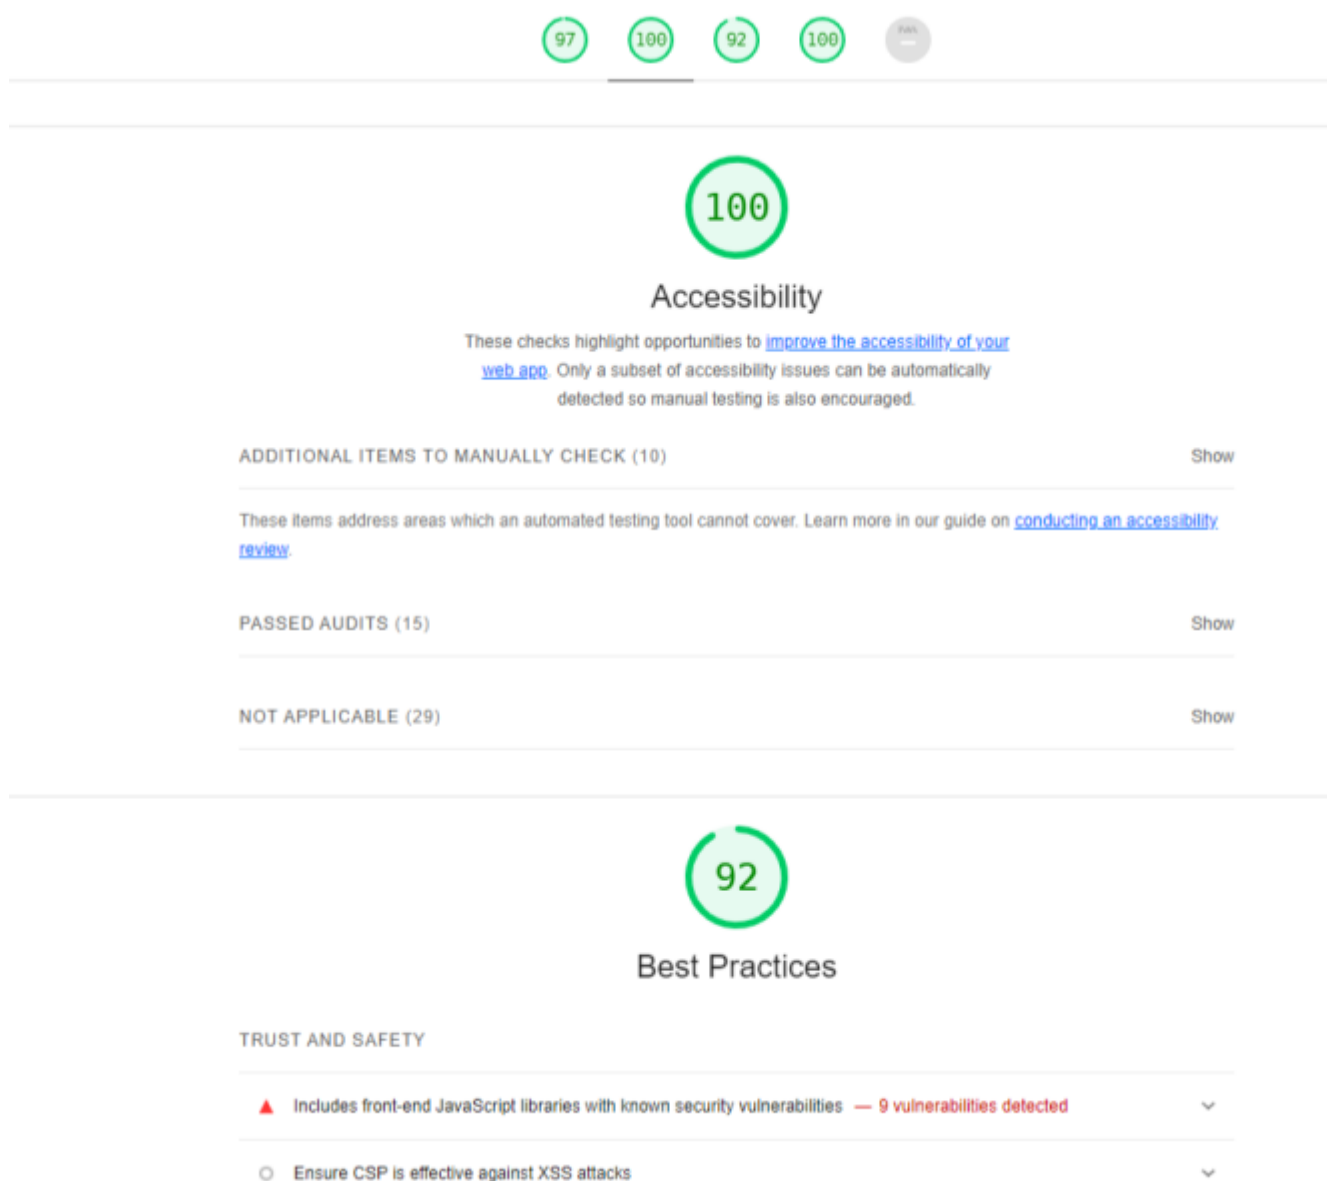 97 100 92 100
100
Accessibility
These checks highlight opportunities to improve the accessibility of your
web app. Only a subset of accessibility issues can be automatically
detected so manual testing is also encouraged.
ADDITIONAL ITEMS TO MANUALLY CHECK (10) Show
These items address areas which an automated testing tool cannot cover. Learn more in our guide on conducting an accessibility
review.
PASSED AUDITS (15) Show
NOT APPLICABLE (29) Show
92
Best Practices
TRUST AND SAFETY
Includes front-end JavaScript libraries with known security vulnerabilities — 9 vulnerabilities detected
Ensure CSP is effective against XSS attacks